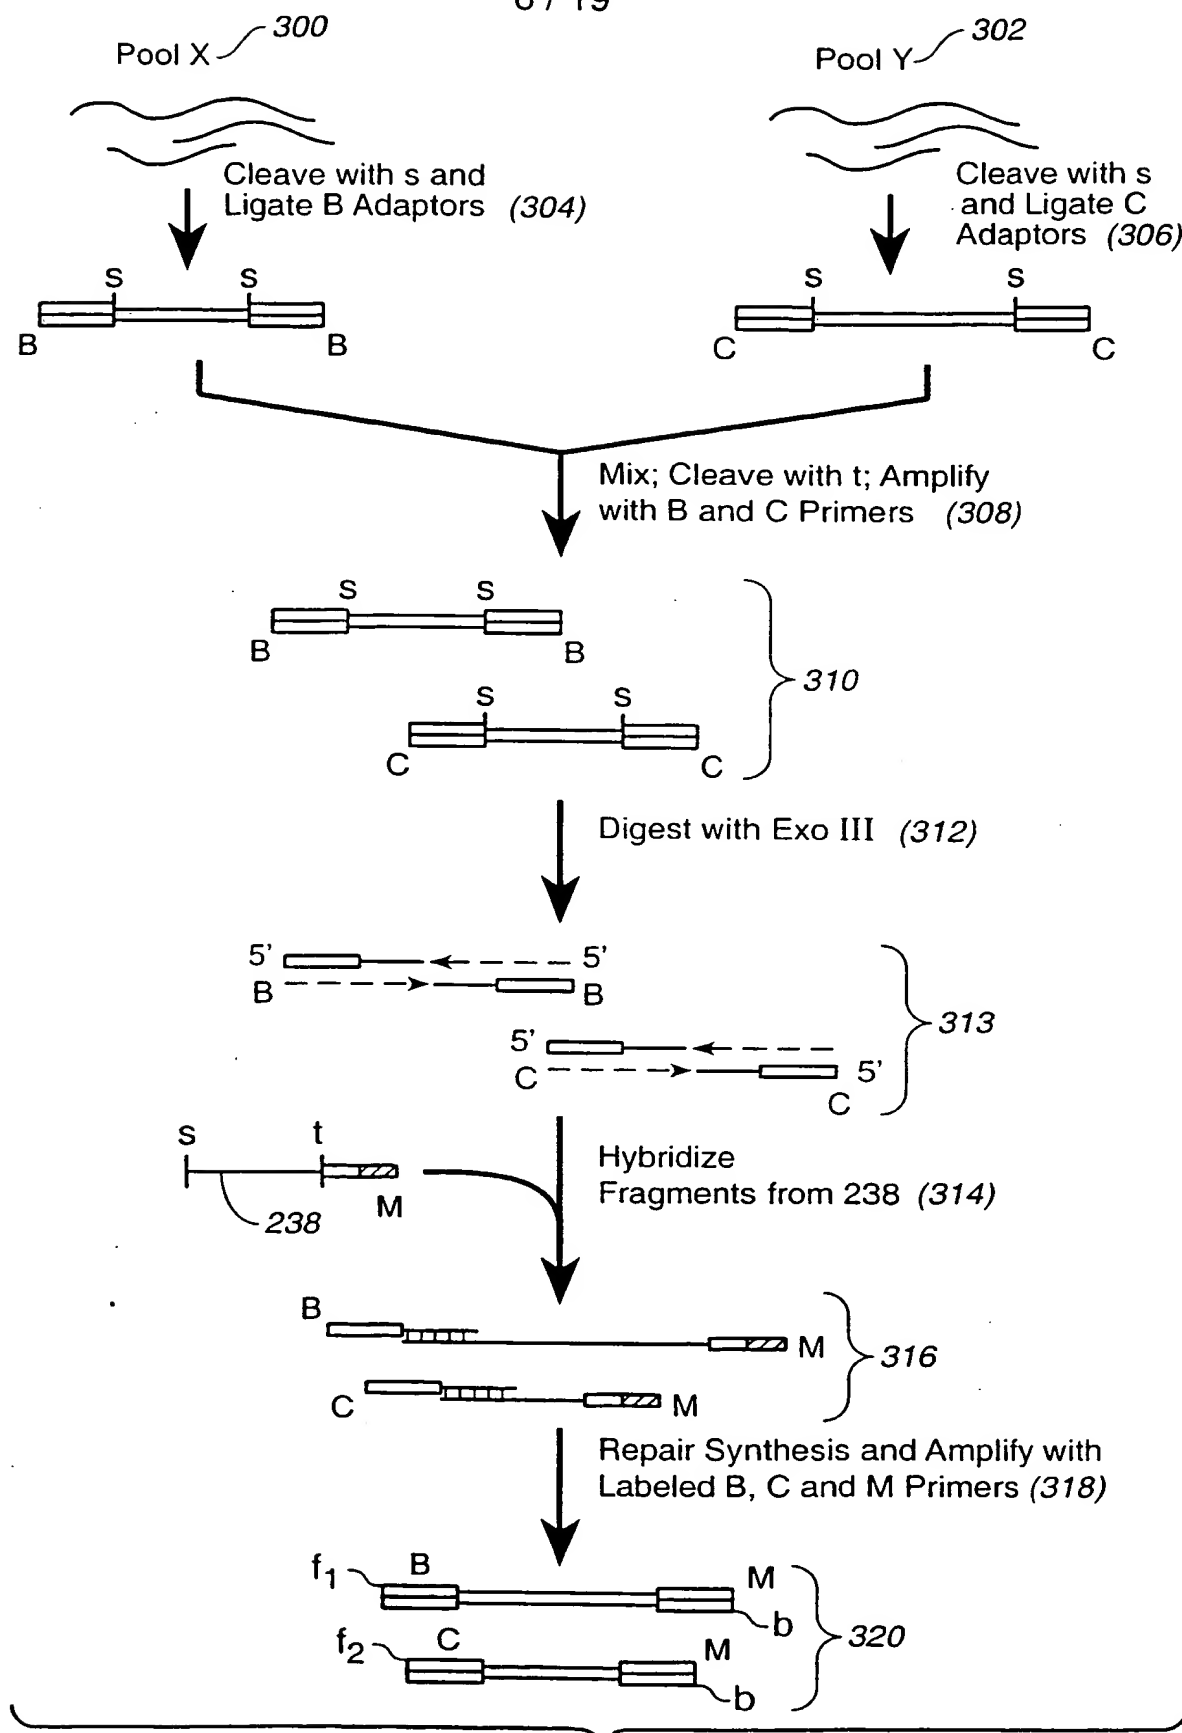 6 / 19
300
302
Pool X
Pool Y
Cleave with s and
Ligate B Adaptors (304)
Cleave with s
and Ligate C
Adaptors (306)
s s
s s
B B
C C
Mix; Cleave with t; Amplify
with B and C Primers (308)
s s
B B
310
s s
C C
Digest with Exo III (312)
5' 5'
B B
313
5'
C 5'
C
s t
Hybridize
Fragments from 238 (314)
M
238
B
M
316
C M
Repair Synthesis and Amplify with
Labeled B, C and M Primers (318)
f1 B M
b
320
f2 C M
b